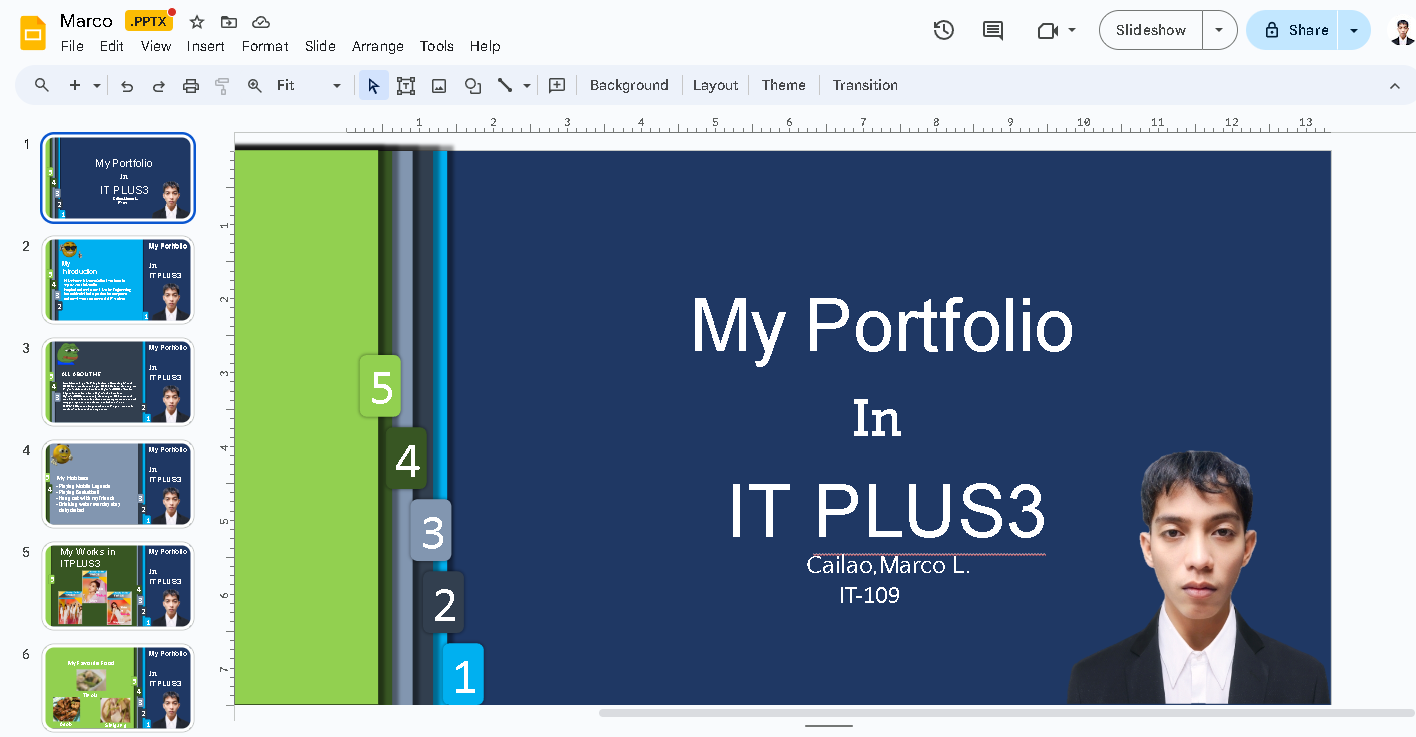 Marco .PPTX
File Edit View Insert Format Slide Arrange Tools Help
Slideshow
Share
Fit
Background Layout Theme Transition
1 2 3 4 5 6 7 8 9 10 11 12 13
1
2
3
4
5
6
7
1
My Portfolio
In
IT PLUS3
5
4
3
2
1
2
My Portfolio
In
IT PLUS3
My
5
4
3
2
1
3
My Portfolio
In
IT PLUS3
ALL ABOUT ME
5
4
3
2
1
4
My Portfolio
In
IT PLUS3
My Hobbies
- Playing Mobile Legends
- Playing Basketball
- Hang out with my friends
5
4
3
2
1
5
My Works in
ITPLUS3
My Portfolio
In
IT PLUS3
5
4
3
2
1
6
My Favorite Food
My Portfolio
In
IT PLUS3
5
4
3
2
1
My Portfolio
In
IT PLUS3
Cailao,Marco L.
IT-109
5
4
3
2
1